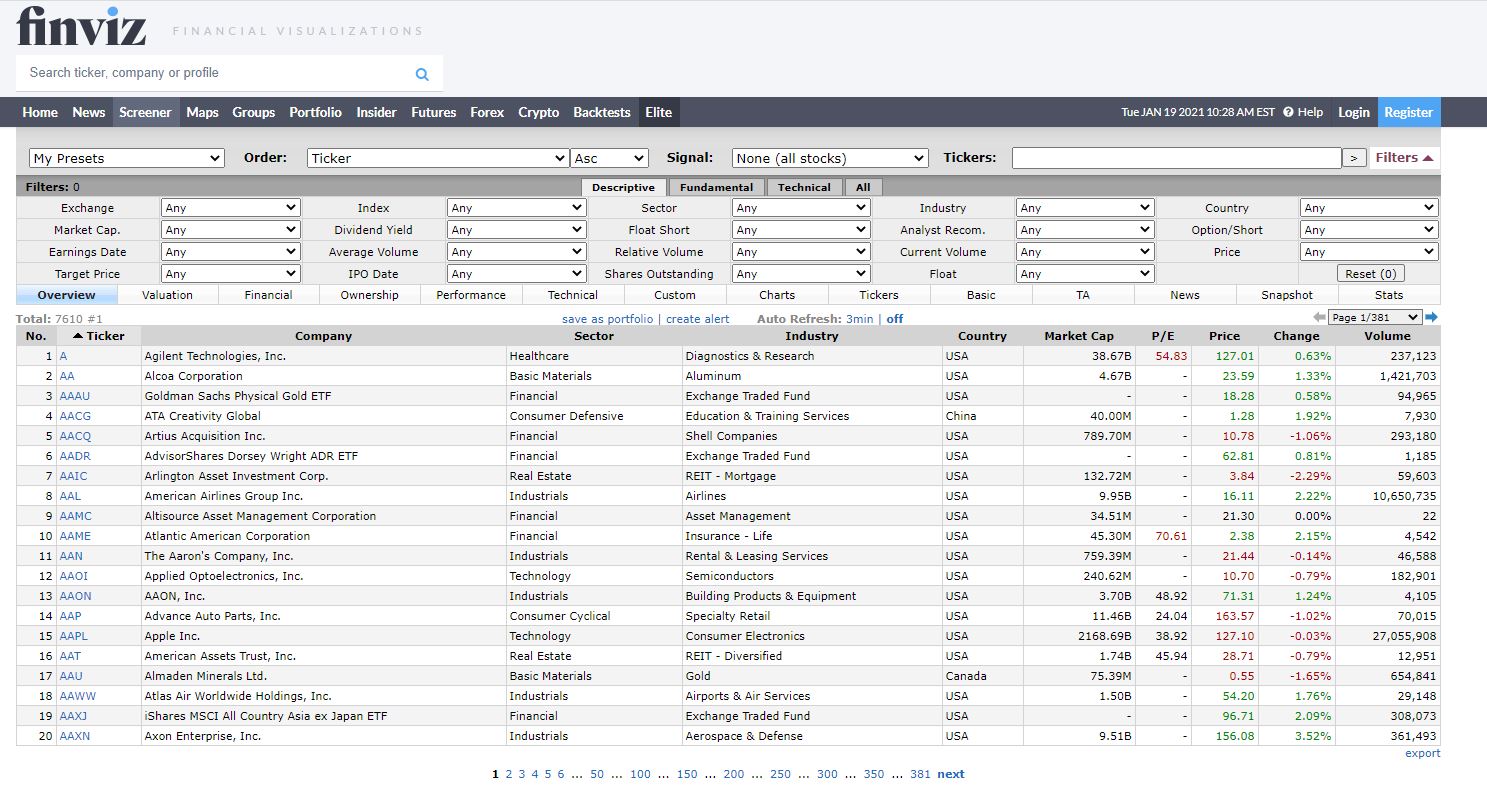 finviz FINANCIAL VISUALIZATIONS
Search ticker, company or profile
Home News Screener Maps Groups Portfolio Insider Futures Forex Crypto Backtests Elite Tue JAN 19 2021 10:28 AM EST ? Help Login Register
My Presets Order: Ticker Asc Signal: None (all stocks) Tickers: > Filters
Filters: 0 Descriptive Fundamental Technical All
Exchange Any Index Any Sector Any Industry Any Country Any
Market Cap. Any Dividend Yield Any Float Short Any Analyst Recom. Any Option/Short Any
Earnings Date Any Average Volume Any Relative Volume Any Current Volume Any Price Any
Target Price Any IPO Date Any Shares Outstanding Any Float Any Reset (0)
Overview Valuation Financial Ownership Performance Technical Custom Charts Tickers Basic TA News Snapshot Stats
Total: 7610 #1 save as portfolio | create alert Auto Refresh: 3min | off Page 1/381
No. Ticker Company Sector Industry Country Market Cap P/E Price Change Volume
1 A Agilent Technologies, Inc. Healthcare Diagnostics & Research USA 38.67B 54.83 127.01 0.63% 237,123
2 AA Alcoa Corporation Basic Materials Aluminum USA 4.67B - 23.59 1.33% 1,421,703
3 AAAU Goldman Sachs Physical Gold ETF Financial Exchange Traded Fund USA - - 18.28 0.58% 94,965
4 AACG ATA Creativity Global Consumer Defensive Education & Training Services China 40.00M - 1.28 1.92% 7,930
5 AACQ Artius Acquisition Inc. Financial Shell Companies USA 789.70M - 10.78 -1.06% 293,180
6 AADR AdvisorShares Dorsey Wright ADR ETF Financial Exchange Traded Fund USA - - 62.81 0.81% 1,185
7 AAIC Arlington Asset Investment Corp. Real Estate REIT - Mortgage USA 132.72M - 3.84 -2.29% 59,603
8 AAL American Airlines Group Inc. Industrials Airlines USA 9.95B - 16.11 2.22% 10,650,735
9 AAMC Altisource Asset Management Corporation Financial Asset Management USA 34.51M - 21.30 0.00% 22
10 AAME Atlantic American Corporation Financial Insurance - Life USA 45.30M 70.61 2.38 2.15% 4,542
11 AAN The Aaron's Company, Inc. Industrials Rental & Leasing Services USA 759.39M - 21.44 -0.14% 46,588
12 AAOI Applied Optoelectronics, Inc. Technology Semiconductors USA 240.62M - 10.70 -0.79% 182,901
13 AAON AAON, Inc. Industrials Building Products & Equipment USA 3.70B 48.92 71.31 1.24% 4,105
14 AAP Advance Auto Parts, Inc. Consumer Cyclical Specialty Retail USA 11.46B 24.04 163.57 -1.02% 70,015
15 AAPL Apple Inc. Technology Consumer Electronics USA 2168.69B 38.92 127.10 -0.03% 27,055,908
16 AAT American Assets Trust, Inc. Real Estate REIT - Diversified USA 1.74B 45.94 28.71 -0.79% 12,951
17 AAU Almaden Minerals Ltd. Basic Materials Gold Canada 75.39M - 0.55 -1.65% 654,841
18 AAWW Atlas Air Worldwide Holdings, Inc. Industrials Airports & Air Services USA 1.50B - 54.20 1.76% 29,148
19 AAXJ iShares MSCI All Country Asia ex Japan ETF Financial Exchange Traded Fund USA - - 96.71 2.09% 308,073
20 AAXN Axon Enterprise, Inc. Industrials Aerospace & Defense USA 9.51B - 156.08 3.52% 361,493
export
1 2 3 4 5 6 ... 50 ... 100 ... 150 ... 200 ... 250 ... 300 ... 350 ... 381 next